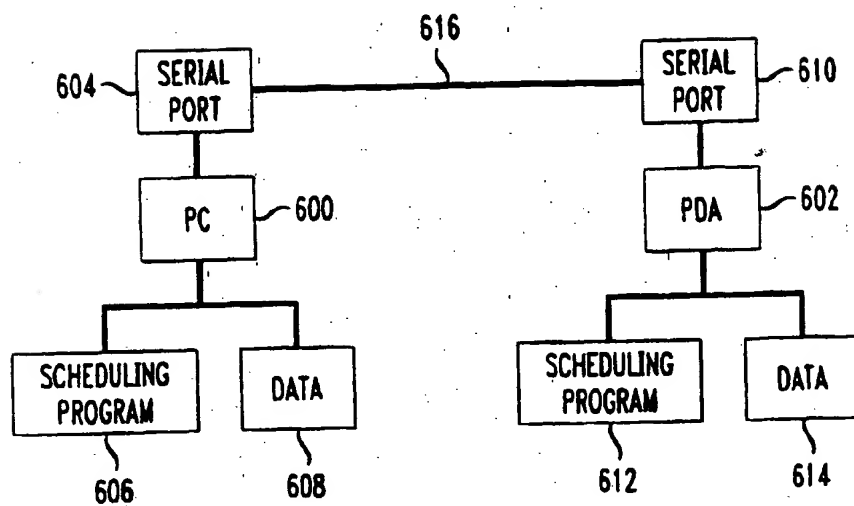 616
604
SERIAL
PORT
SERIAL
PORT
610
PC
600
PDA
602
SCHEDULING
PROGRAM
DATA
SCHEDULING
PROGRAM
DATA
606
608
612
614